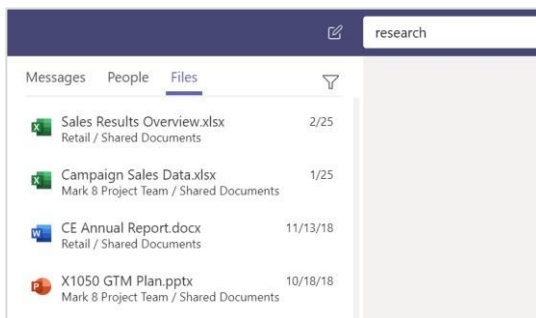 research
Messages People Files
Sales Results Overview.xlsx 2/25
Retail / Shared Documents
Campaign Sales Data.xlsx 1/25
Mark 8 Project Team / Shared Documents
CE Annual Report.docx 11/13/18
Retail / Shared Documents
X1050 GTM Plan.pptx 10/18/18
Mark 8 Project Team / Shared Documents